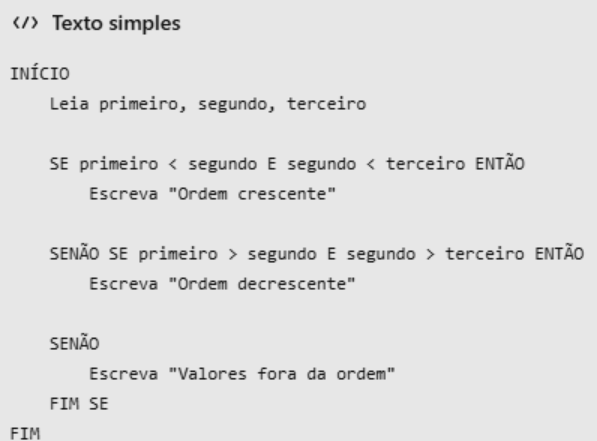 </> Texto simples
INÍCIO
Leia primeiro, segundo, terceiro
SE primeiro < segundo E segundo < terceiro ENTÃO
Escreva "Ordem crescente"
SENÃO SE primeiro > segundo E segundo > terceiro ENTÃO
Escreva "Ordem decrescente"
SENÃO
Escreva "Valores fora da ordem"
FIM SE
FIM